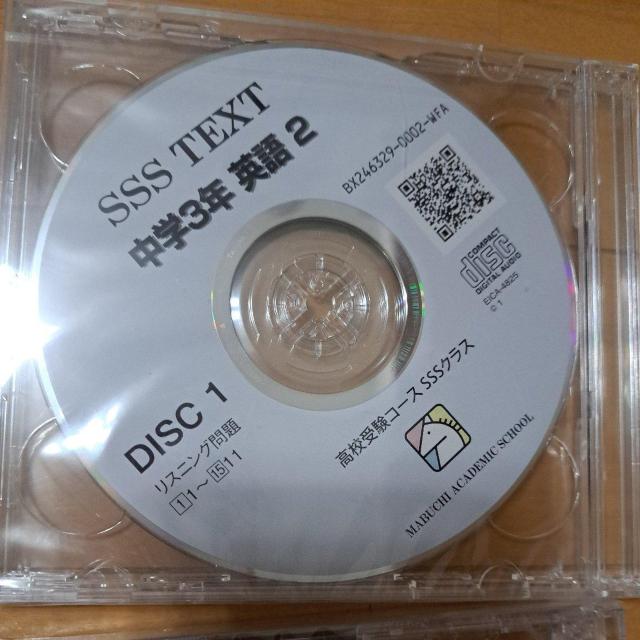 SSS TEXT
中学3年 英語 2
BX246329-0002-WFA
COMPACT
disc
DIGITAL AUDIO
EICA-4825
DISC 1
リスニング問題
1 1～ 15 11
高校受験コース SSSクラス
MABUCHI ACADEMIC SCHOOL